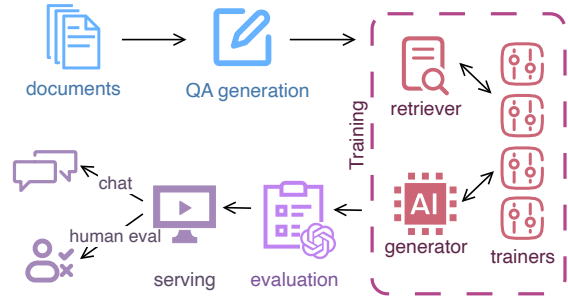 documents
QA generation
Training
retriever
AI
generator
trainers
chat
human eval
serving
evaluation